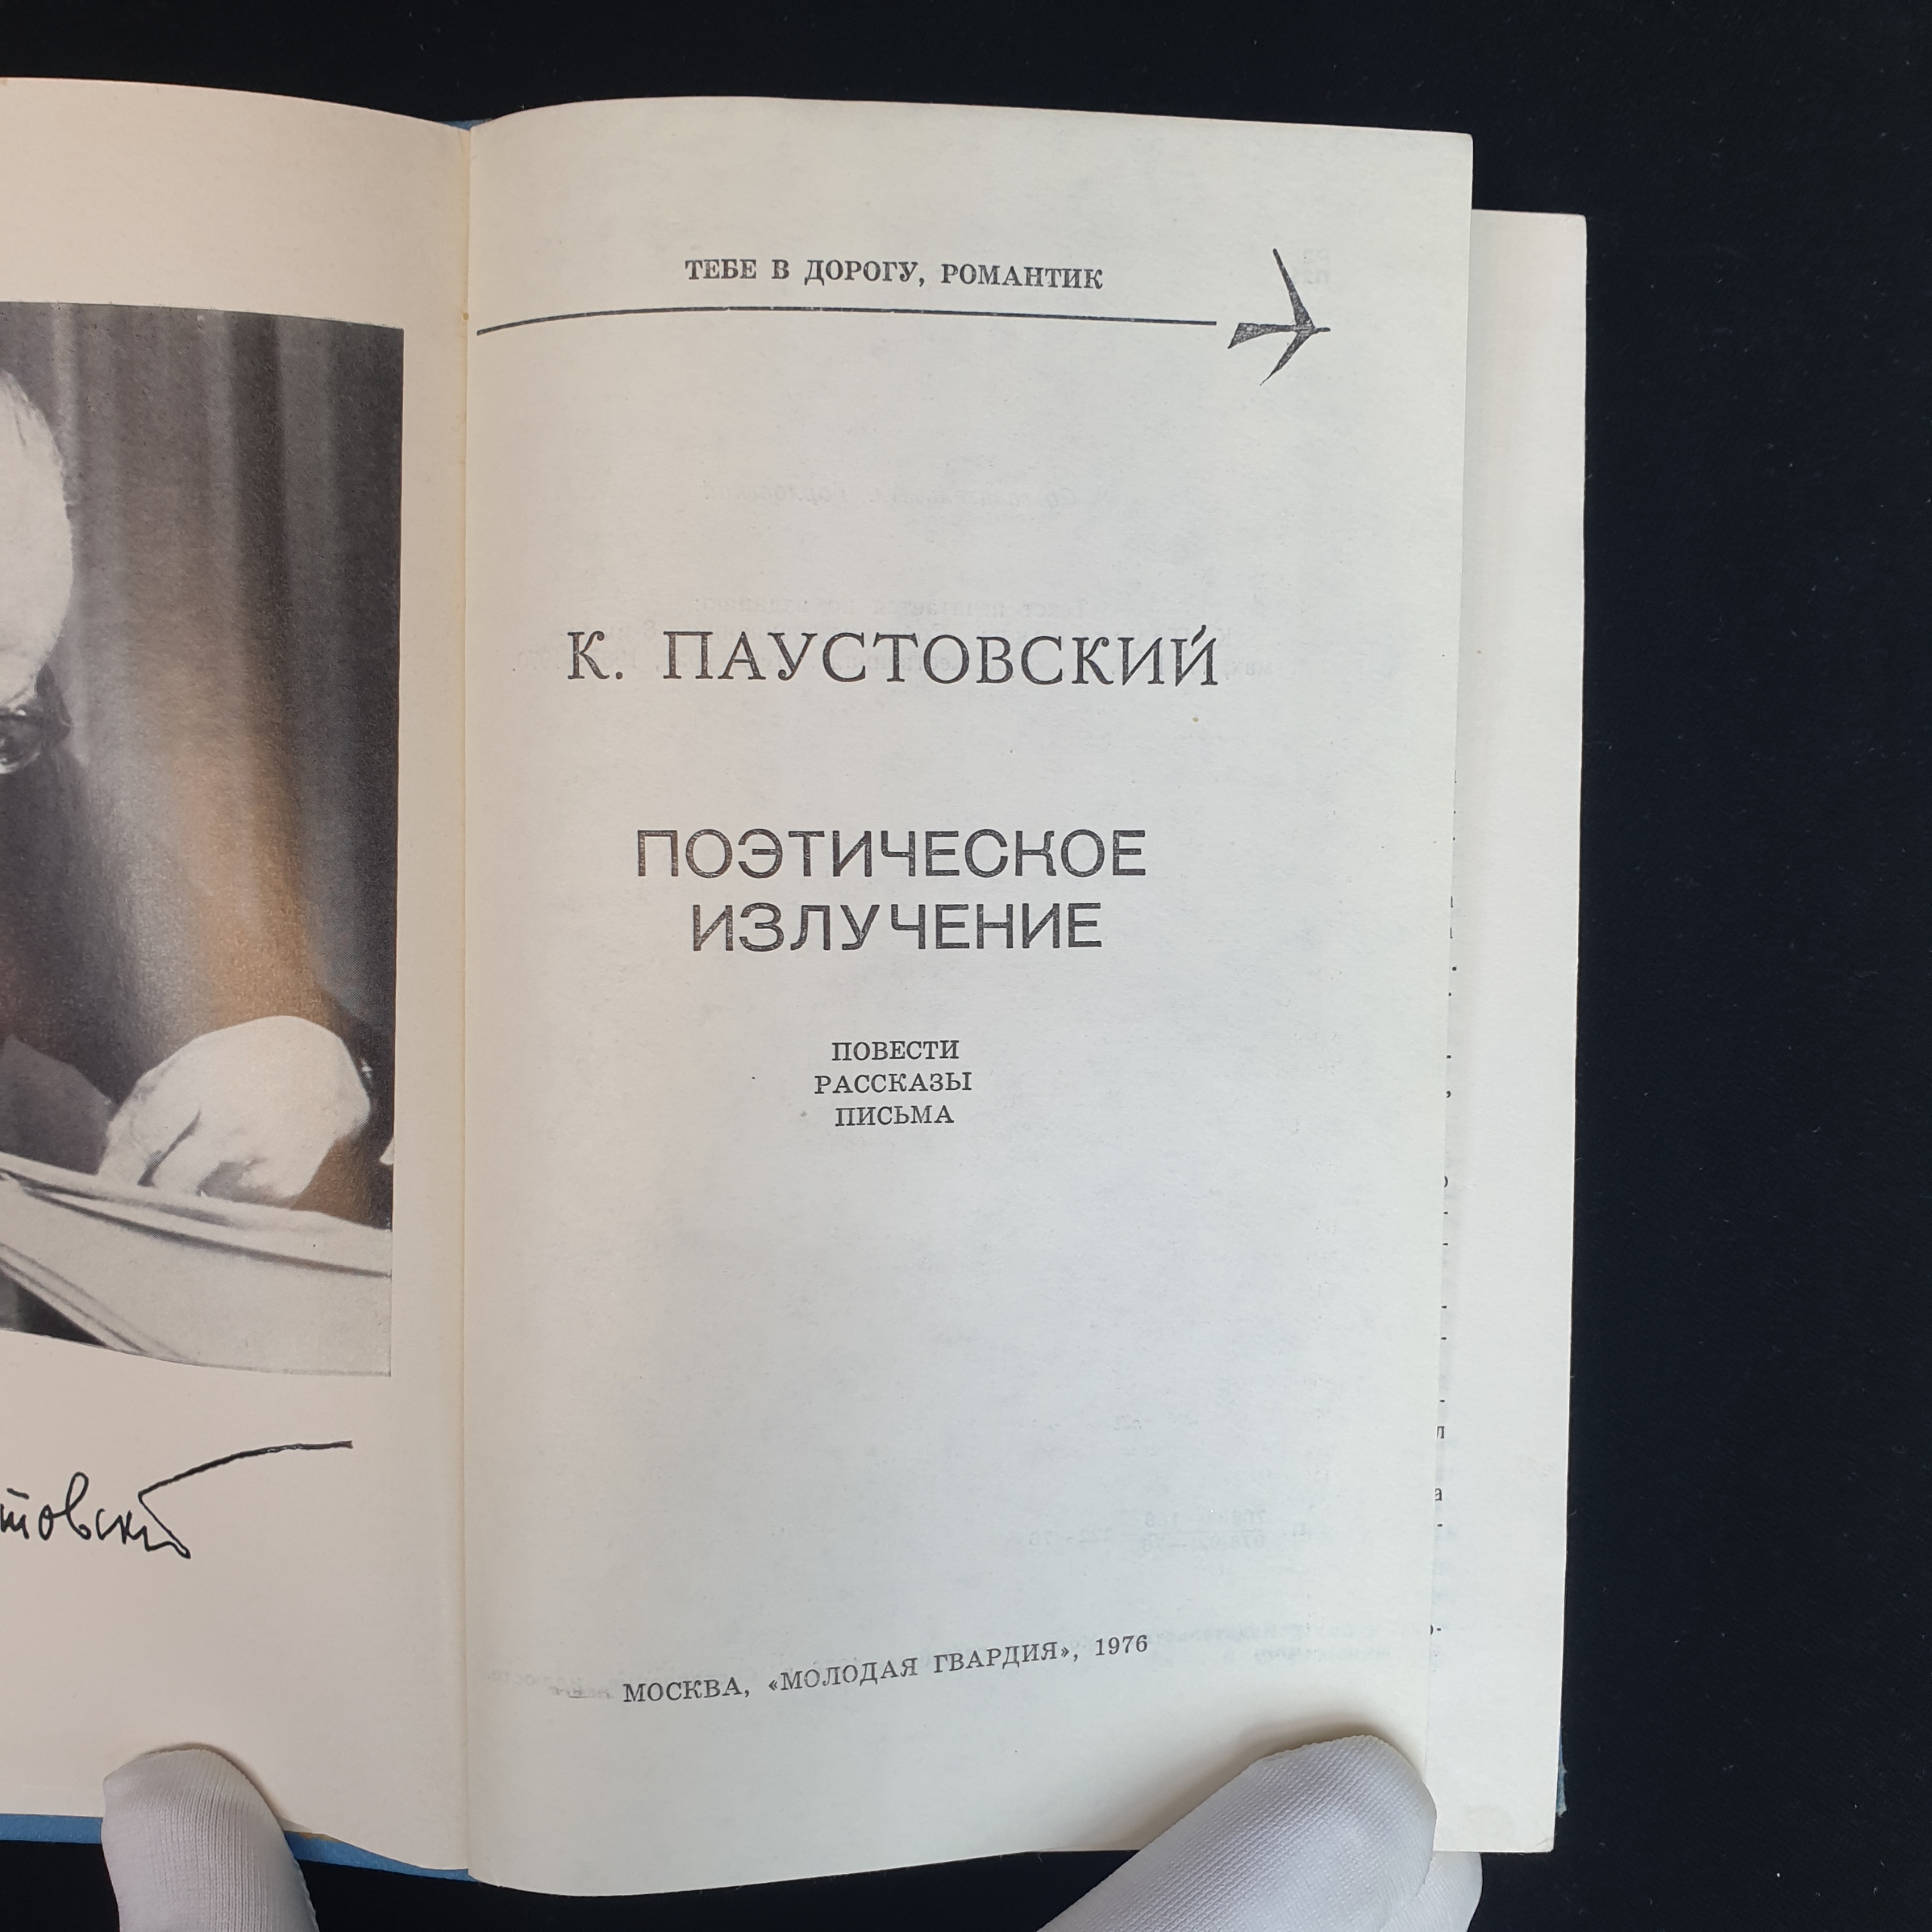 ТЕБЕ В ДОРОГУ, РОМАНТИК
К. ПАУСТОВСКИЙ
ПОЭТИЧЕСКОЕ
ИЗЛУЧЕНИЕ
ПОВЕСТИ
РАССКАЗЫ
ПИСЬМА
МОСКВА, «МОЛОДАЯ ГВАРДИЯ», 1976